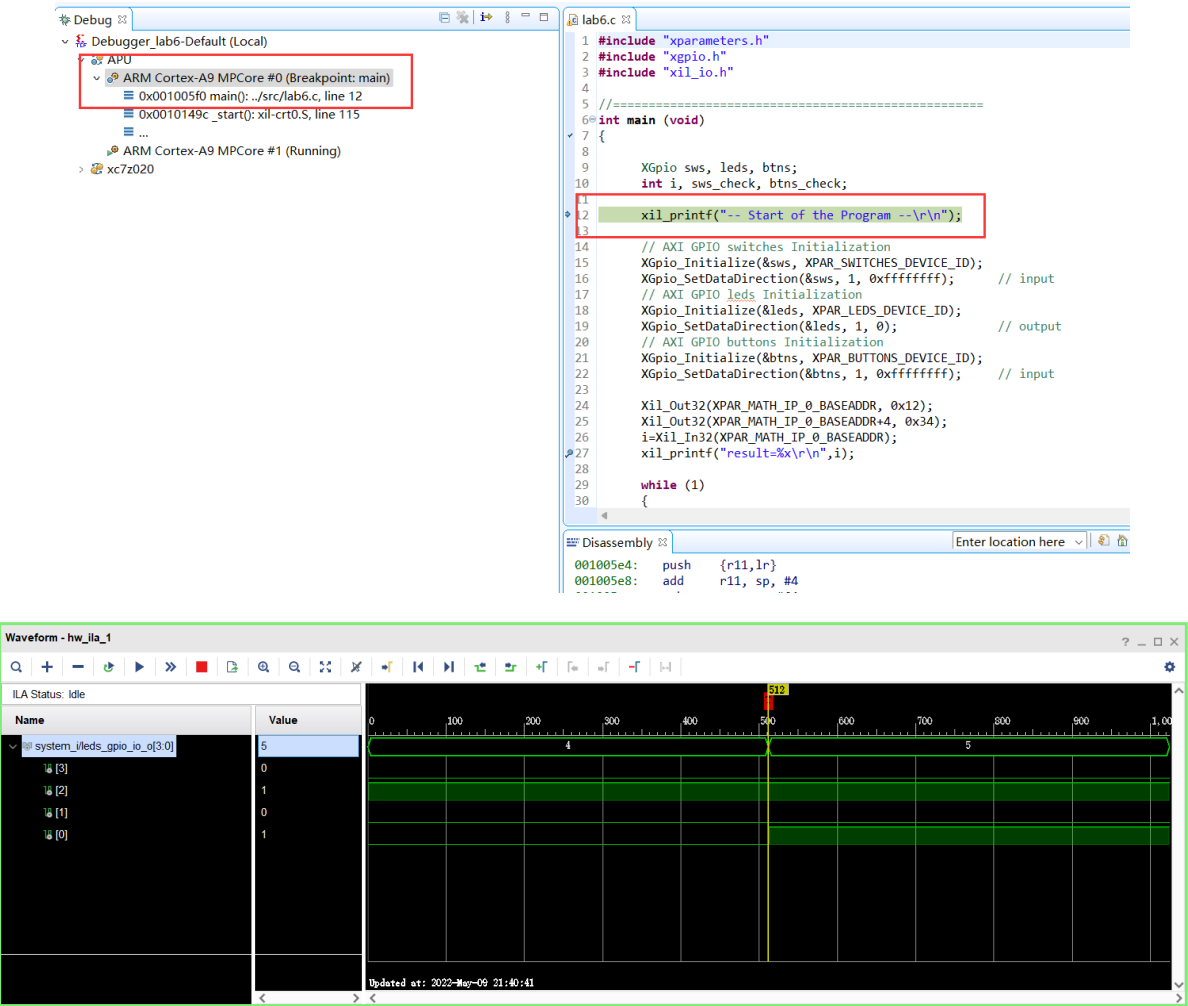 Debug
Debugger_lab6-Default (Local)
APU
ARM Cortex-A9 MPCore #0 (Breakpoint: main)
0x001005f0 main(): ../src/lab6.c, line 12
0x0010149c _start(): xil-crt0.S, line 115
...
ARM Cortex-A9 MPCore #1 (Running)
xc7z020
lab6.c
1 #include "xparameters.h"
2 #include "xgpio.h"
3 #include "xil_io.h"
4
5 //====================================================
6 int main (void)
7 {
8
9 XGpio sws, leds, btns;
10 int i, sws_check, btns_check;
11
12 xil_printf("-- Start of the Program --\r\n");
13
14 // AXI GPIO switches Initialization
15 XGpio_Initialize(&sws, XPAR_SWITCHES_DEVICE_ID);
16 XGpio_SetDataDirection(&sws, 1, 0xffffffff); // input
17 // AXI GPIO leds Initialization
18 XGpio_Initialize(&leds, XPAR_LEDS_DEVICE_ID);
19 XGpio_SetDataDirection(&leds, 1, 0); // output
20 // AXI GPIO buttons Initialization
21 XGpio_Initialize(&btns, XPAR_BUTTONS_DEVICE_ID);
22 XGpio_SetDataDirection(&btns, 1, 0xffffffff); // input
23
24 Xil_Out32(XPAR_MATH_IP_0_BASEADDR, 0x12);
25 Xil_Out32(XPAR_MATH_IP_0_BASEADDR+4, 0x34);
26 i=Xil_In32(XPAR_MATH_IP_0_BASEADDR);
27 xil_printf("result=%x\r\n",i);
28
29 while (1)
30 {
Disassembly
Enter location here
001005e4: push {r11,lr}
001005e8: add r11, sp, #4
Waveform - hw_ila_1
ILA Status: Idle
512
Name Value
0 100 200 300 400 500 600 700 800 900 1,00
system_i/leds_gpio_io_o[3:0] 5 4 5
[3] 0
[2] 1
[1] 0
[0] 1
Updated at: 2022-May-09 21:40:41